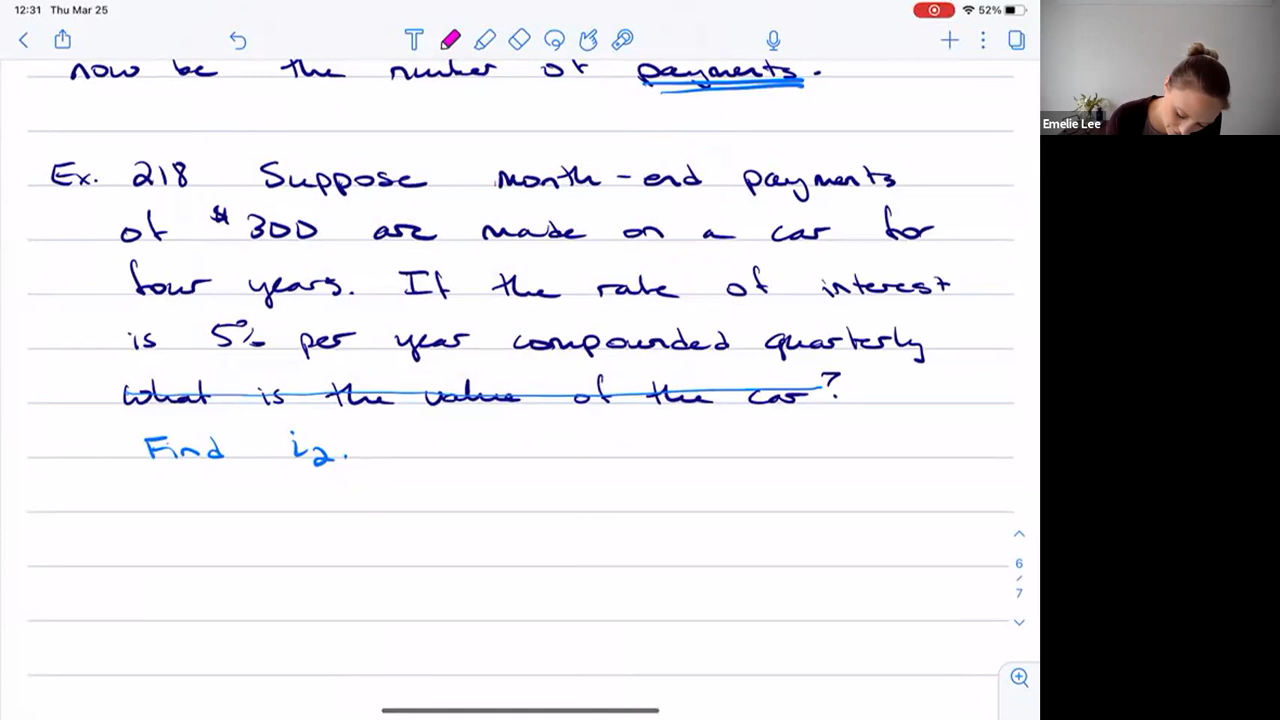 12:31 Thu Mar 25
52%
now be the number of payments.
Emelie Lee
Ex. 218 Suppose month-end payments
of $300 are made on a car for
four years. If the rate of interest
is 5% per year compounded quarterly
what is the value of the car?
Find i2.
6
/
7